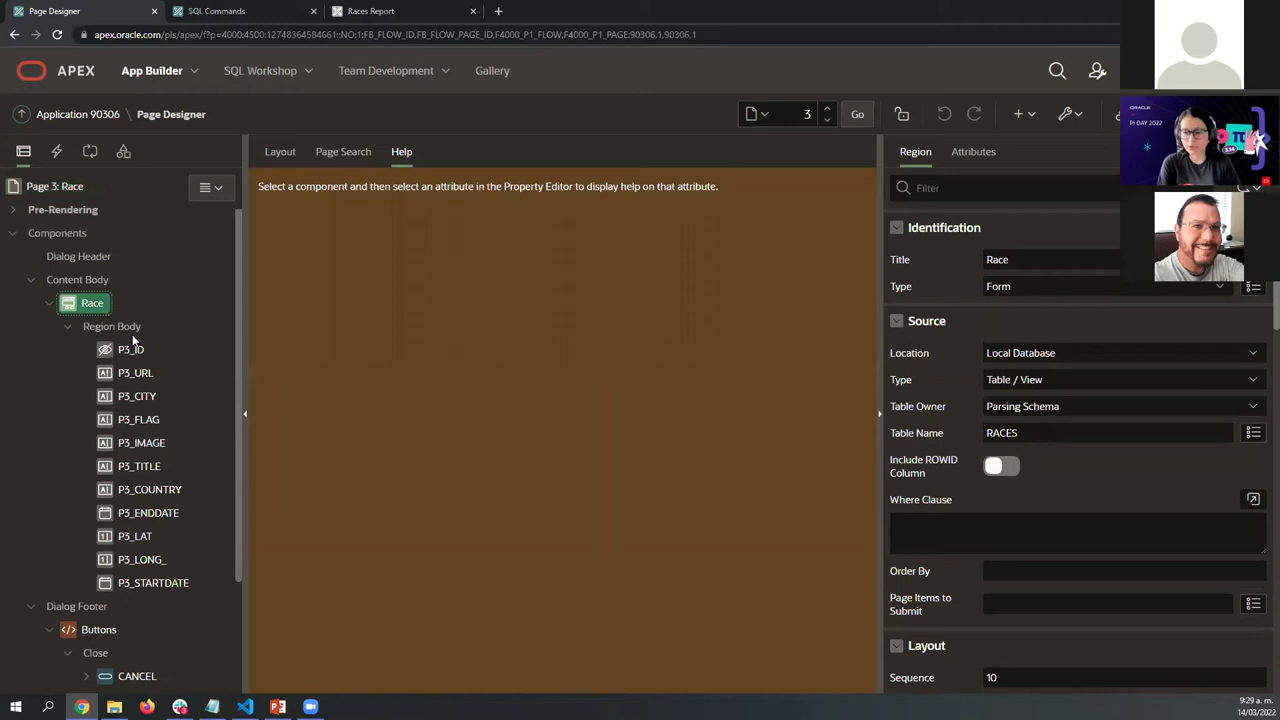 Page Designer
SQL Commands
Races Report
apex.oracle.com/pls/apex/f?p=4000:4500:12748364584661::NO:1:FB_FLOW_ID,FB_FLOW_PAGE_ID,F4000_P1_FLOW,F4000_P1_PAGE:90306,1,90306.1
APEX
App Builder
SQL Workshop
Team Development
Gallery
Application 90306
Page Designer
3
Go
Layout
Page Search
Help
Region
Attributes
ORACLE
Pi DAY 2022
π
3.14
Page 3: Race
Select a component and then select an attribute in the Property Editor to display help on that attribute.
Filter
Pre-Rendering
Components
Dialog Header
Content Body
Race
Region Body
P3_ID
P3_URL
P3_CITY
P3_FLAG
P3_IMAGE
P3_TITLE
P3_COUNTRY
P3_ENDDATE
P3_LAT
P3_LONG_
P3_STARTDATE
Dialog Footer
Buttons
Close
CANCEL
Identification
Title
Race
Type
Form
Source
Location
Local Database
Type
Table / View
Table Owner
Parsing Schema
Table Name
RACES
Include ROWID
Column
Where Clause
Order By
Page Items to
Submit
Layout
Sequence
10
9:29 a. m.
14/03/2022